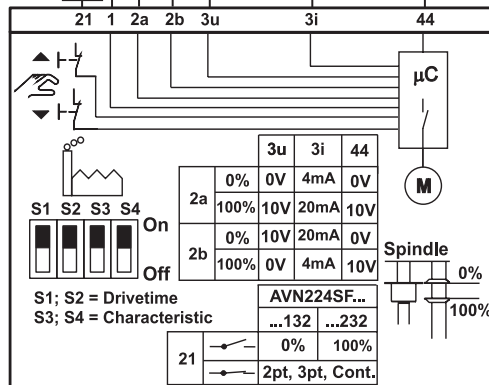 21 1 2a 2b 3u 3i 44
µC
M
3u 3i 44
2a 0% 0V 4mA 0V
100% 10V 20mA 10V
2b 0% 10V 20mA 0V
100% 0V 4mA 10V
S1 S2 S3 S4 On
Off
S1; S2 = Drivetime
S3; S4 = Characteristic
Spindle
0%
100%
AVN224SF...
...132 ...232
21 0% 100%
2pt, 3pt, Cont.